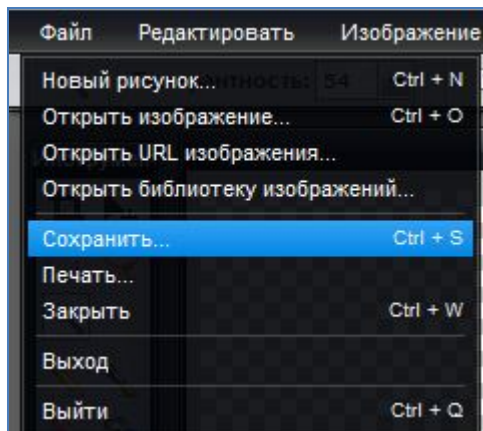 Файл Редактировать Изображение
Новый рисунок... Ctrl + N
Открыть изображение... Ctrl + O
Открыть URL изображения...
Открыть библиотеку изображений...
Сохранить... Ctrl + S
Печать...
Закрыть Ctrl + W
Выход
Выйти Ctrl + Q